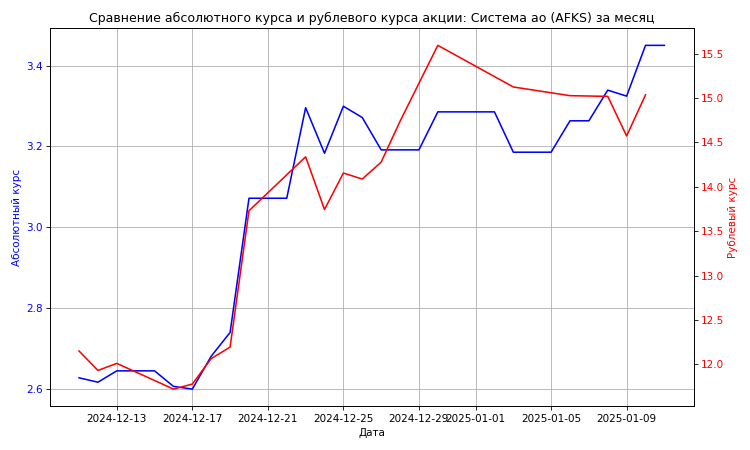 Сравнение абсолютного курса и рублевого курса акции: Система ао (AFKS) за месяц
3.4
3.2
3.0
2.8
2.6
Абсолютный курс
15.5
15.0
14.5
14.0
13.5
13.0
12.5
12.0
Рублевый курс
2024-12-13 2024-12-17 2024-12-21 2024-12-25 2024-12-29 2025-01-01 2025-01-05 2025-01-09
Дата